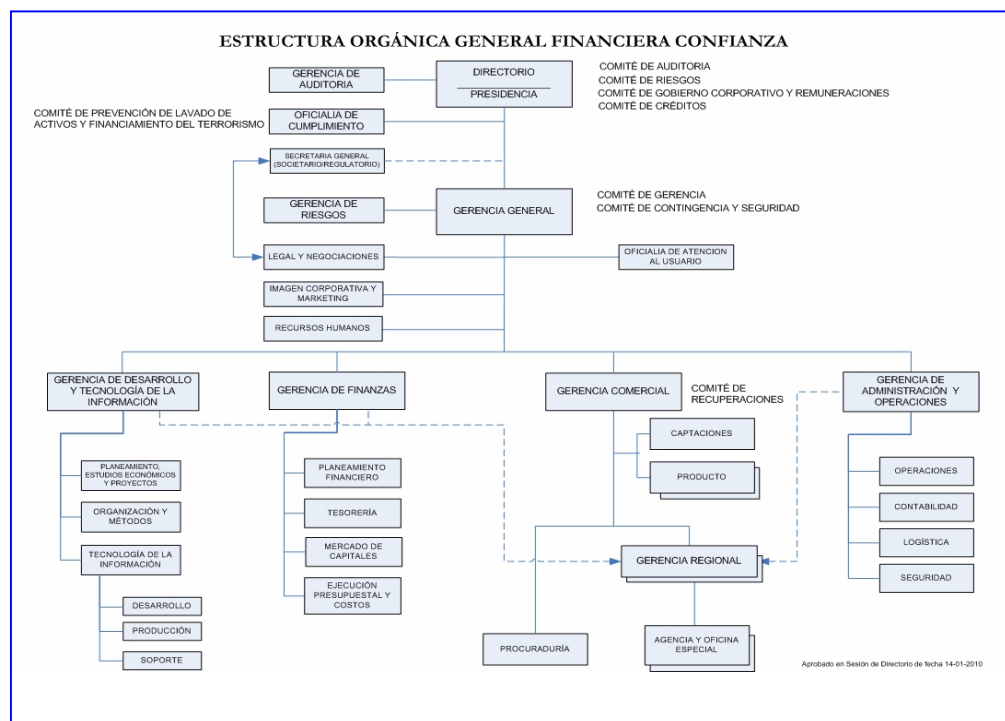 ESTRUCTURA ORGÁNICA GENERAL FINANCIERA CONFIANZA
GERENCIA DE
AUDITORIA
DIRECTORIO
PRESIDENCIA
COMITÉ DE AUDITORIA
COMITÉ DE RIESGOS
COMITÉ DE GOBIERNO CORPORATIVO Y REMUNERACIONES
COMITÉ DE CRÉDITOS
COMITÉ DE PREVENCIÓN DE LAVADO DE
ACTIVOS Y FINANCIAMIENTO DEL TERRORISMO
OFICIALIA DE
CUMPLIMIENTO
SECRETARIA GENERAL
(SOCIETARIO/REGULATORIO)
GERENCIA DE
RIESGOS
GERENCIA GENERAL
COMITÉ DE GERENCIA
COMITÉ DE CONTINGENCIA Y SEGURIDAD
LEGAL Y NEGOCIACIONES
OFICIALIA DE ATENCION
AL USUARIO
IMAGEN CORPORATIVA Y
MARKETING
RECURSOS HUMANOS
GERENCIA DE DESARROLLO
Y TECNOLOGÍA DE LA
INFORMACIÓN
GERENCIA DE FINANZAS
GERENCIA COMERCIAL
COMITÉ DE
RECUPERACIONES
GERENCIA DE
ADMINISTRACIÓN Y
OPERACIONES
PLANEAMIENTO,
ESTUDIOS ECONÓMICOS
Y PROYECTOS
ORGANIZACIÓN Y
MÉTODOS
TECNOLOGÍA DE LA
INFORMACIÓN
DESARROLLO
PRODUCCIÓN
SOPORTE
PLANEAMIENTO
FINANCIERO
TESORERÍA
MERCADO DE
CAPITALES
EJECUCIÓN
PRESUPUESTAL Y
COSTOS
CAPTACIONES
PRODUCTO
GERENCIA REGIONAL
PROCURADURÍA
AGENCIA Y OFICINA
ESPECIAL
OPERACIONES
CONTABILIDAD
LOGÍSTICA
SEGURIDAD
Aprobado en Sesión de Directorio de fecha 14-01-2010